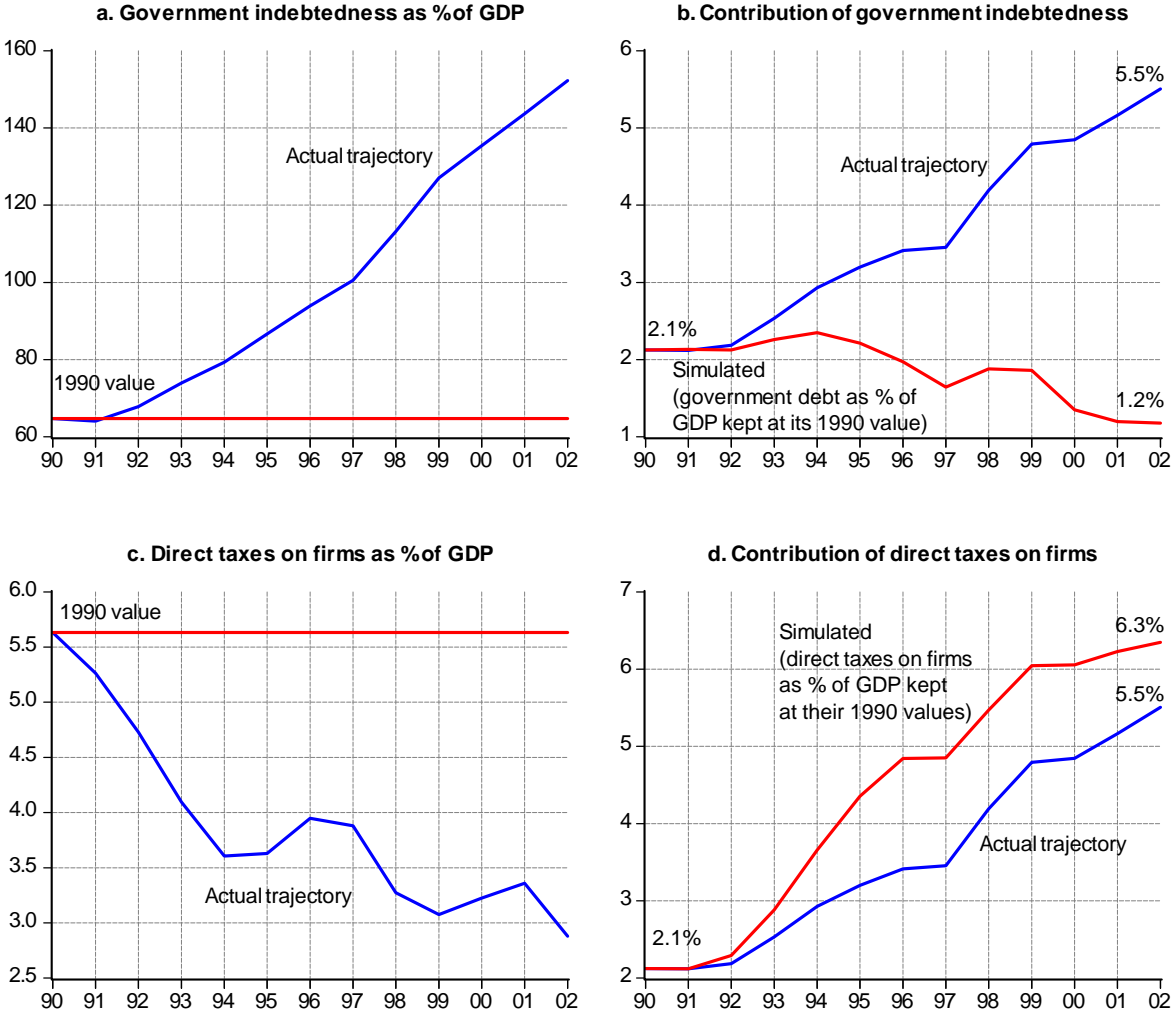 a. Government indebtedness as % of GDP
160
140
120
100
80
60
Actual trajectory
1990 value
90 91 92 93 94 95 96 97 98 99 00 01 02
b. Contribution of government indebtedness
6
5
4
3
2
1
5.5%
Actual trajectory
2.1%
Simulated
(government debt as % of
GDP kept at its 1990 value)
1.2%
90 91 92 93 94 95 96 97 98 99 00 01 02
c. Direct taxes on firms as % of GDP
6.0
5.5
5.0
4.5
4.0
3.5
3.0
2.5
1990 value
Actual trajectory
90 91 92 93 94 95 96 97 98 99 00 01 02
d. Contribution of direct taxes on firms
7
6
5
4
3
2
Simulated
(direct taxes on firms
as % of GDP kept
at their 1990 values)
6.3%
5.5%
Actual trajectory
2.1%
90 91 92 93 94 95 96 97 98 99 00 01 02